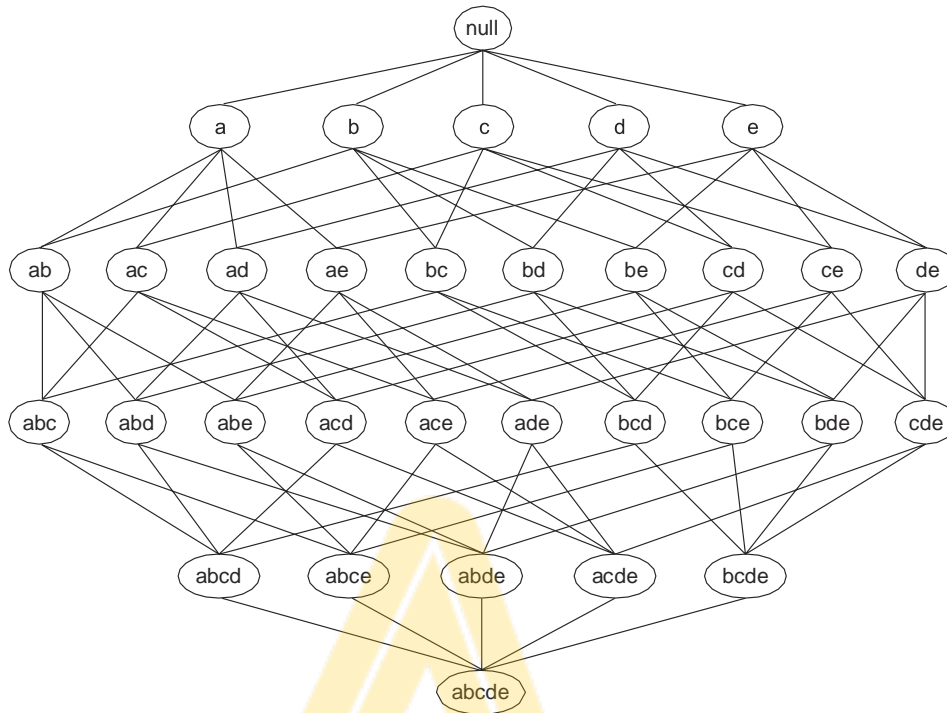 null
a b c d e
ab ac ad ae bc bd be cd ce de
abc abd abe acd ace ade bcd bce bde cde
abcd abce abde acde bcde
abcde